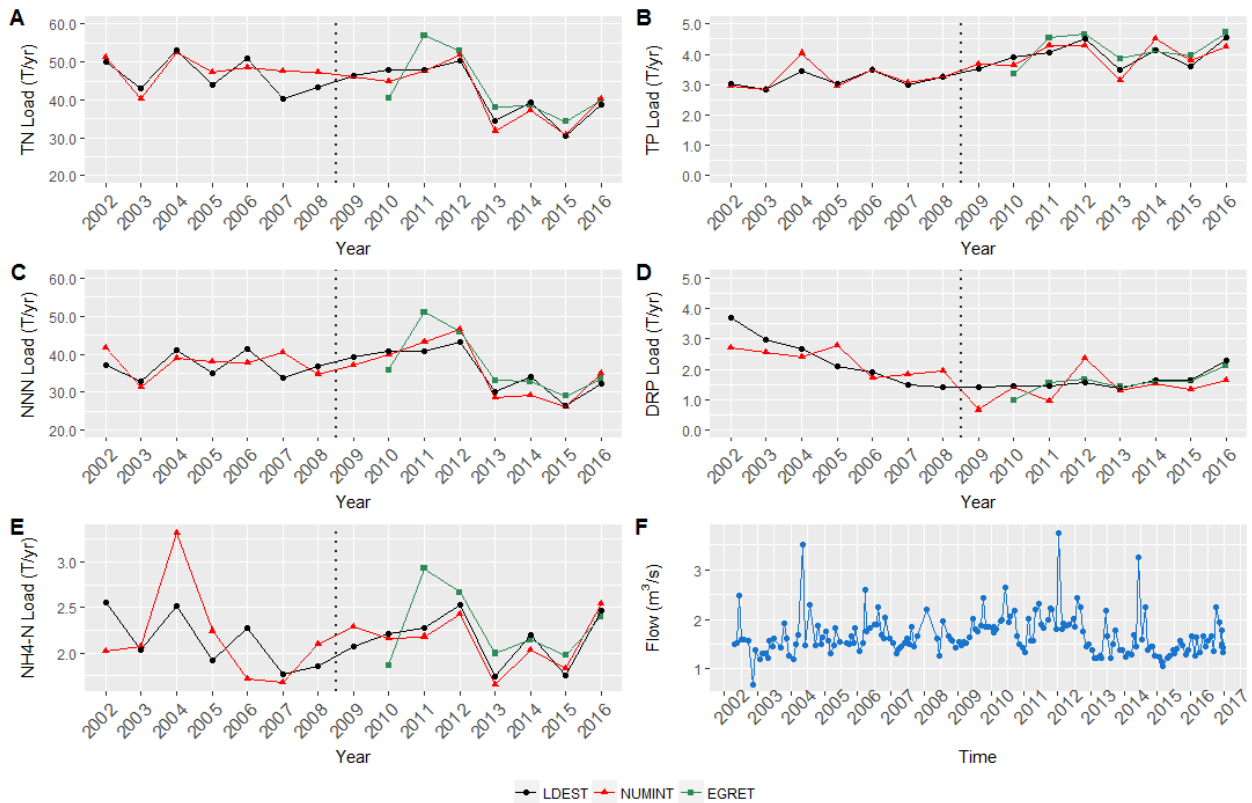 A
TN Load (T/yr)
60.0
50.0
40.0
30.0
20.0
2002 2003 2004 2005 2006 2007 2008 2009 2010 2011 2012 2013 2014 2015 2016
Year
B
TP Load (T/yr)
5.0
4.0
3.0
2.0
1.0
0.0
2002 2003 2004 2005 2006 2007 2008 2009 2010 2011 2012 2013 2014 2015 2016
Year
C
NNN Load (T/yr)
60.0
50.0
40.0
30.0
20.0
2002 2003 2004 2005 2006 2007 2008 2009 2010 2011 2012 2013 2014 2015 2016
Year
D
DRP Load (T/yr)
5.0
4.0
3.0
2.0
1.0
0.0
2002 2003 2004 2005 2006 2007 2008 2009 2010 2011 2012 2013 2014 2015 2016
Year
E
NH4-N Load (T/yr)
3.0
2.5
2.0
2002 2003 2004 2005 2006 2007 2008 2009 2010 2011 2012 2013 2014 2015 2016
Year
F
Flow (m³/s)
3
2
1
2002 2003 2004 2005 2006 2007 2008 2009 2010 2011 2012 2013 2014 2015 2016 2017
Time
LDEST NUMINT EGRET